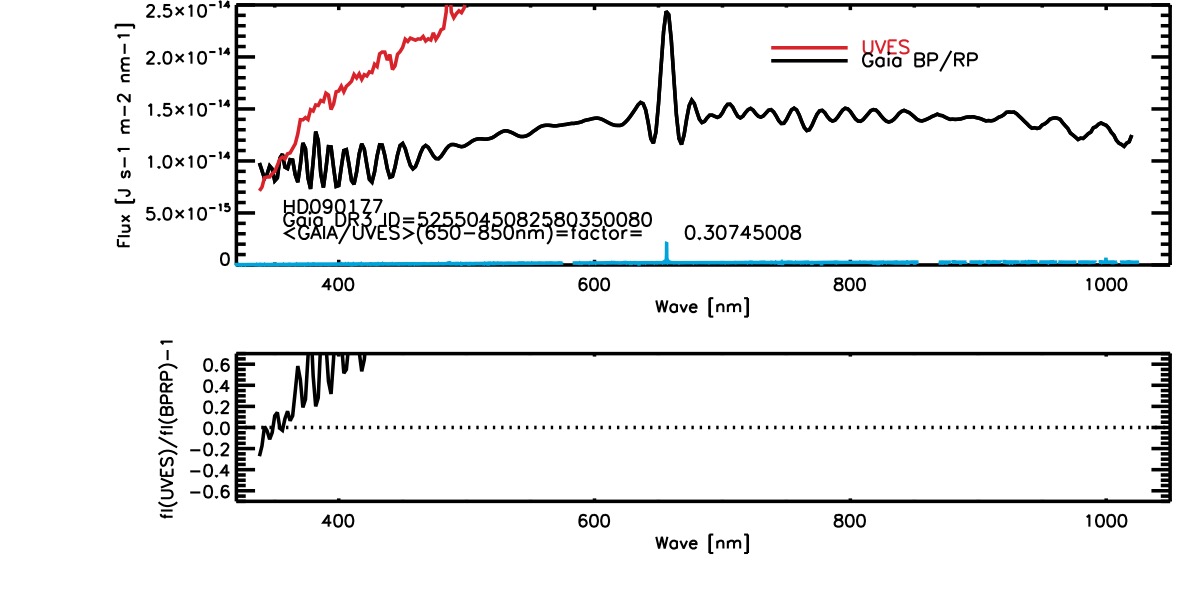 2.5×10−14
2.0×10−14
1.5×10−14
1.0×10−14
5.0×10−15
0
Flux [J s−1 m−2 nm−1]
UVES
Gaia BP/RP
HD090177
Gaia DR3 ID=5255045082580350080
<GAIA/UVES>(650−850nm)=factor= 0.30745008
400 600 800 1000
Wave [nm]
0.6
0.4
0.2
0.0
−0.2
−0.4
−0.6
fl(UVES)/fl(BPRP)−1
400 600 800 1000
Wave [nm]